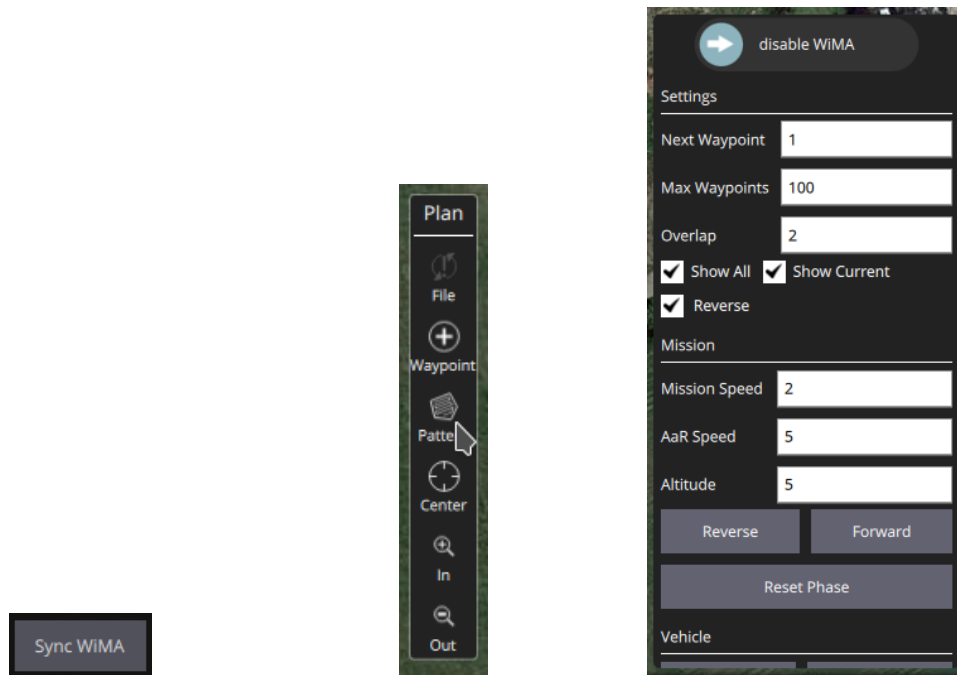 Sync WiMA
Plan
File
Waypoint
Patte
Center
In
Out
disable WiMA
Settings
Next Waypoint 1
Max Waypoints 100
Overlap 2
Show All Show Current
Reverse
Mission
Mission Speed 2
AaR Speed 5
Altitude 5
Reverse Forward
Reset Phase
Vehicle